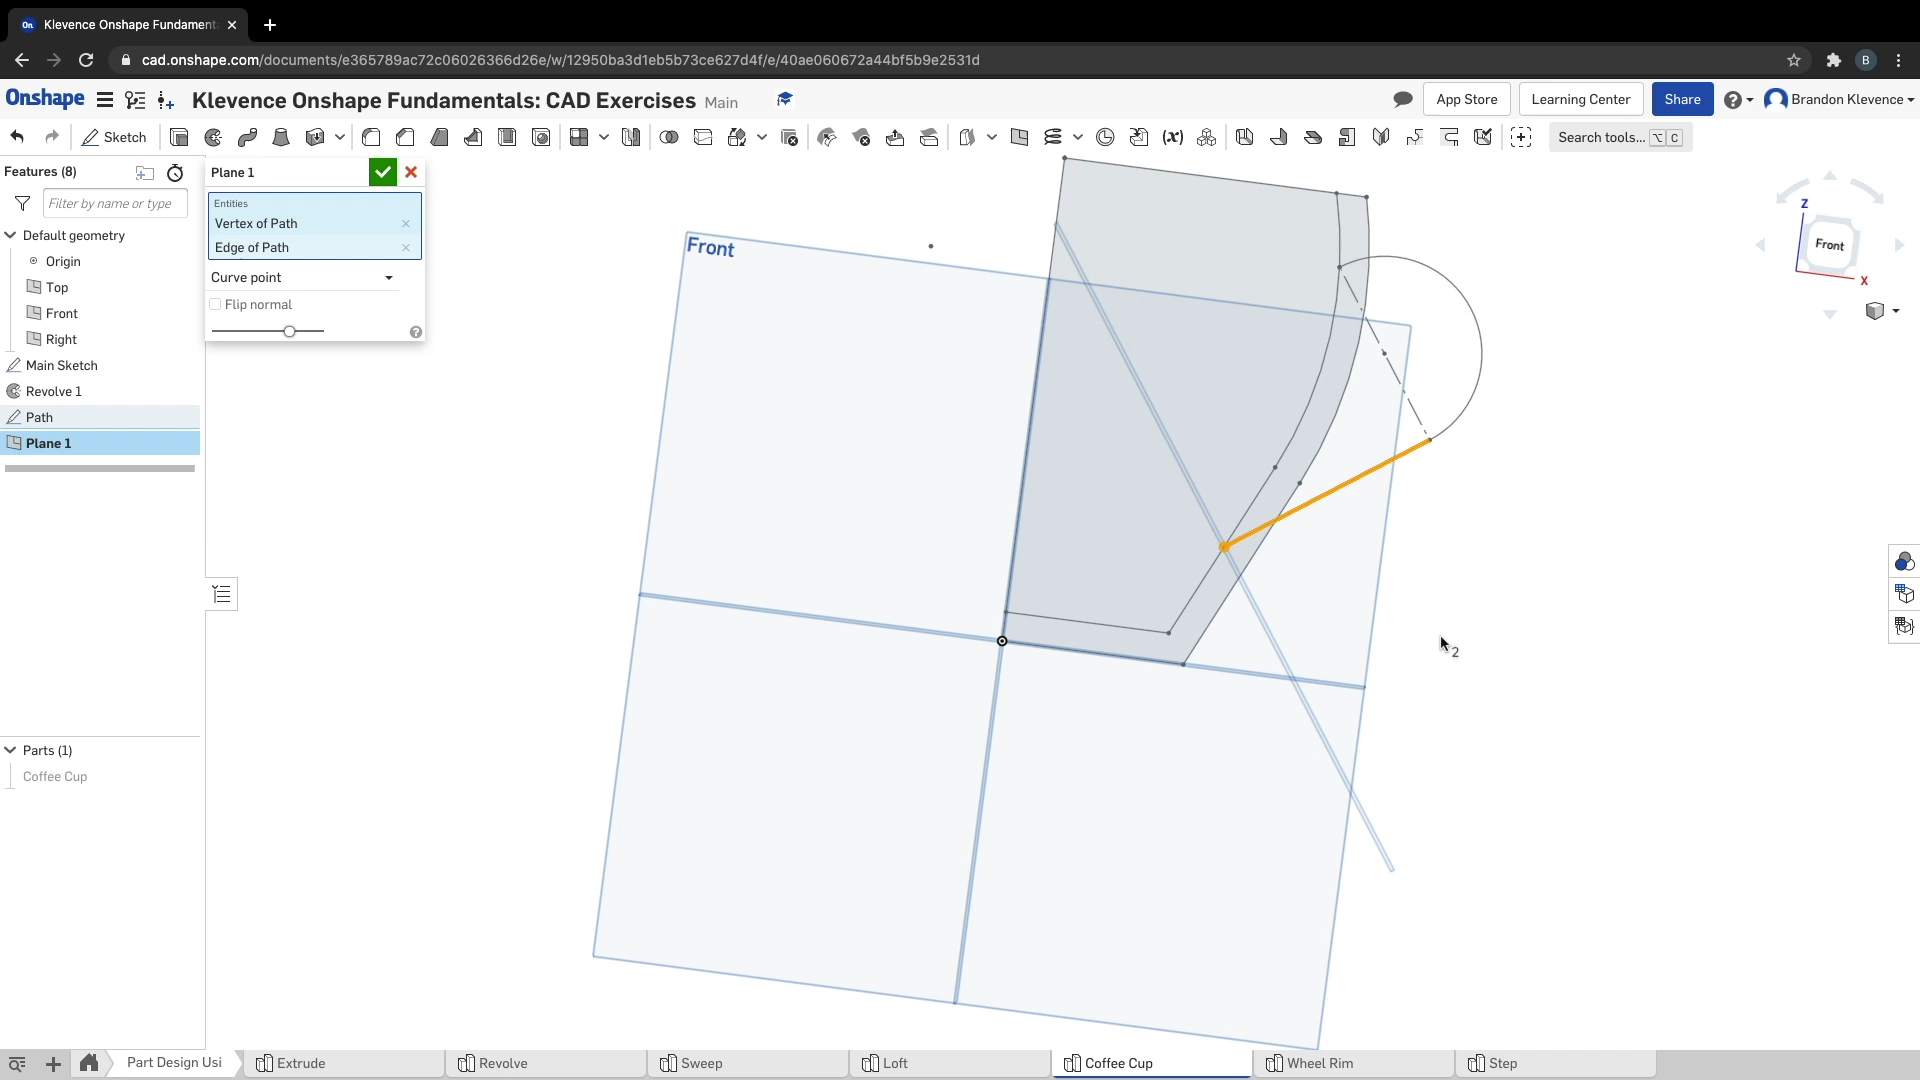 Klevence Onshape Fundament
cad.onshape.com/documents/e365789ac72c06026366d26e/w/12950ba3d1eb5b73ce627d4f/e/40ae060672a44bf5b9e2531d
B
Onshape
Klevence Onshape Fundamentals: CAD Exercises Main
App Store
Learning Center
Share
Brandon Klevence
Sketch
Search tools... ⌥ C
Features (8)
Filter by name or type
Default geometry
Origin
Top
Front
Right
Main Sketch
Revolve 1
Path
Plane 1
Parts (1)
Coffee Cup
Plane 1
Entities
Vertex of Path
Edge of Path
Curve point
Flip normal
Front
Z
Front
X
2
Part Design Usi
Extrude
Revolve
Sweep
Loft
Coffee Cup
Wheel Rim
Step